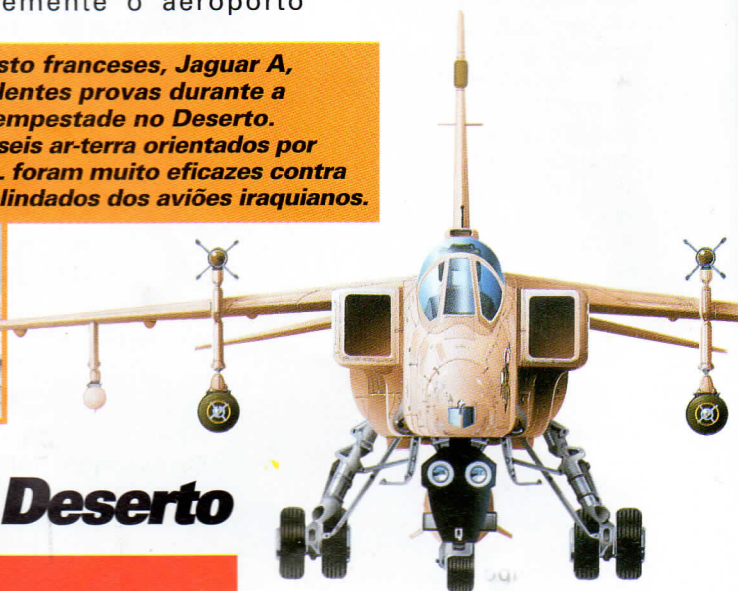 emente o aeroporto
sto franceses, Jaguar A,
lentes provas durante a
empestade no Deserto.
seis ar-terra orientados por
. foram muito eficazes contra
lindados dos aviões iraquianos.
Deserto
Q